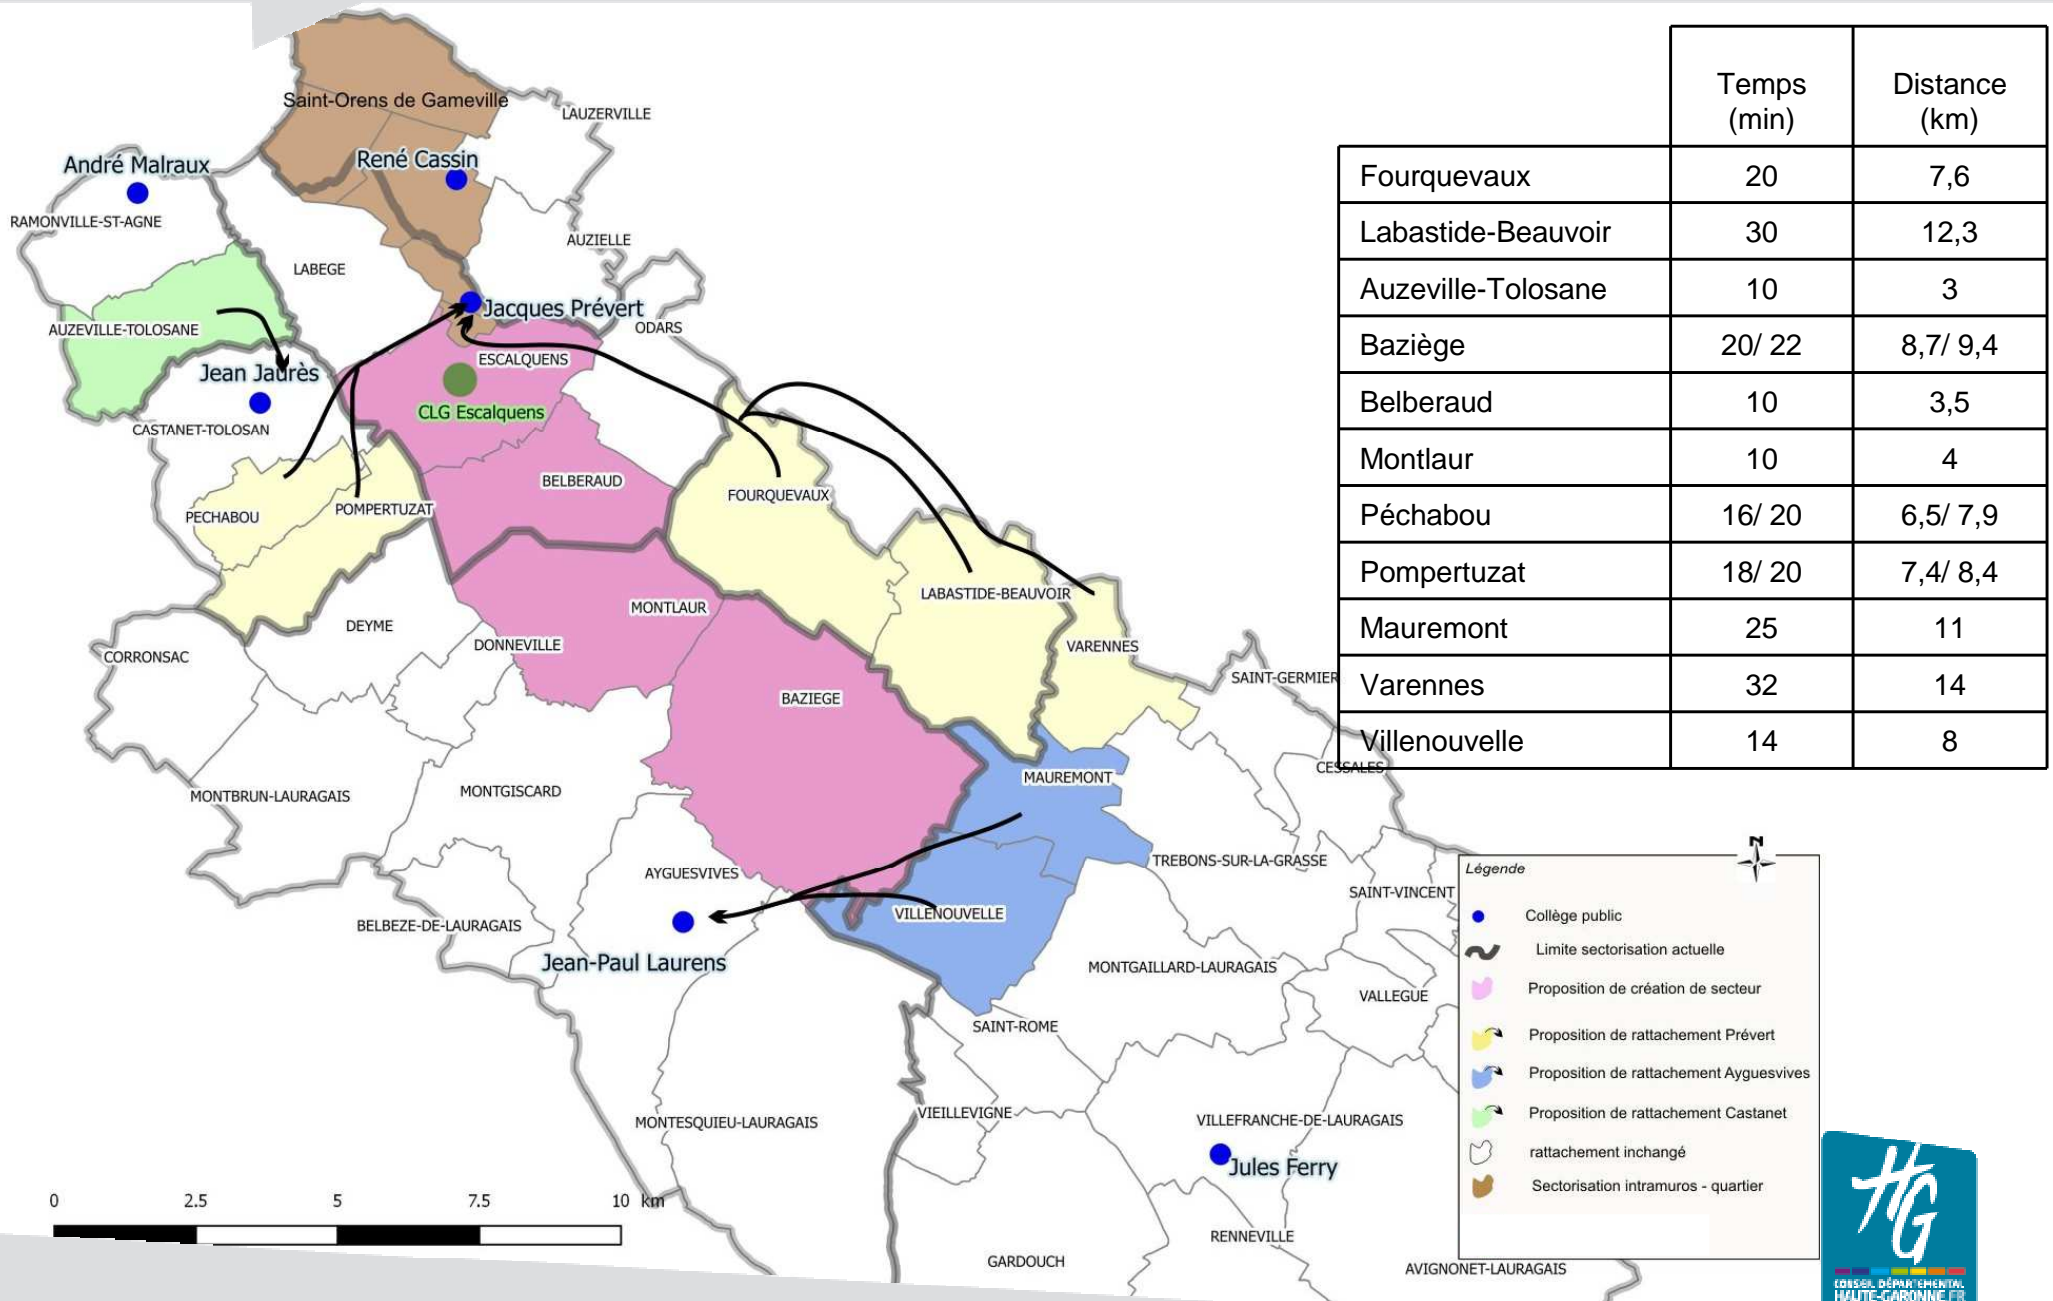 Saint-Orens de Gameville
LAUZERVILLE
André Malraux
René Cassin
RAMONVILLE-ST-AGNE
AUZIELLE
LABEGE
Jacques Prévert
AUZEVILLE-TOLOSANE
ODARS
ESCALQUENS
Jean Jaurès
CLG Escalquens
CASTANET-TOLOSAN
BELBERAUD
FOURQUEVAUX
PECHABOU
POMPERTUZAT
LABASTIDE-BEAUVOIR
MONTLAUR
DEYME
DONNEVILLE
VARENNES
CORRONSAC
SAINT-GERMIER
BAZIEGE
CESSALES
MAUREMONT
MONTGISCARD
MONTBRUN-LAURAGAIS
TREBONS-SUR-LA-GRASSE
AYGUESVIVES
SAINT-VINCENT
VILLENOUVELLE
BELBEZE-DE-LAURAGAIS
Jean-Paul Laurens
MONTGAILLARD-LAURAGAIS
VALLEGUE
SAINT-ROME
VIEILLEVIGNE
MONTESQUIEU-LAURAGAIS
VILLEFRANCHE-DE-LAURAGAIS
Jules Ferry
RENNEVILLE
GARDOUCH
AVIGNONET-LAURAGAIS
0 2.5 5 7.5 10 km
Temps (min) Distance (km)
Fourquevaux 20 7,6
Labastide-Beauvoir 30 12,3
Auzeville-Tolosane 10 3
Baziège 20/ 22 8,7/ 9,4
Belberaud 10 3,5
Montlaur 10 4
Péchabou 16/ 20 6,5/ 7,9
Pompertuzat 18/ 20 7,4/ 8,4
Mauremont 25 11
Varennes 32 14
Villenouvelle 14 8
N
Légende
Collège public
Limite sectorisation actuelle
Proposition de création de secteur
Proposition de rattachement Prévert
Proposition de rattachement Ayguesvives
Proposition de rattachement Castanet
rattachement inchangé
Sectorisation intramuros - quartier
HG
CONSEIL DÉPARTEMENTAL
HAUTE-GARONNE.FR